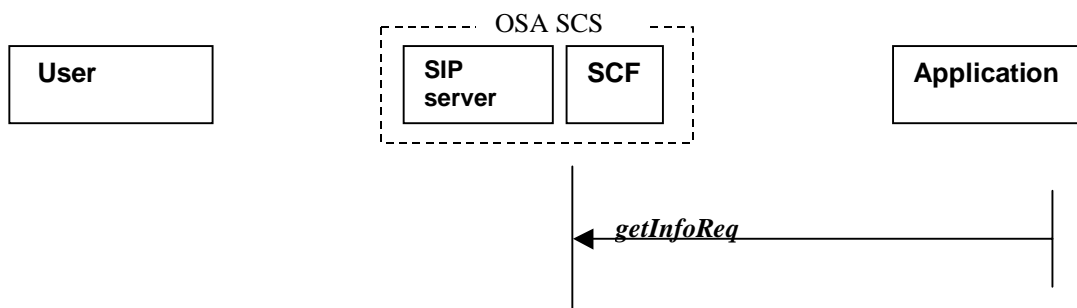 OSA SCS
User
SIP
server
SCF
Application
getInfoReq